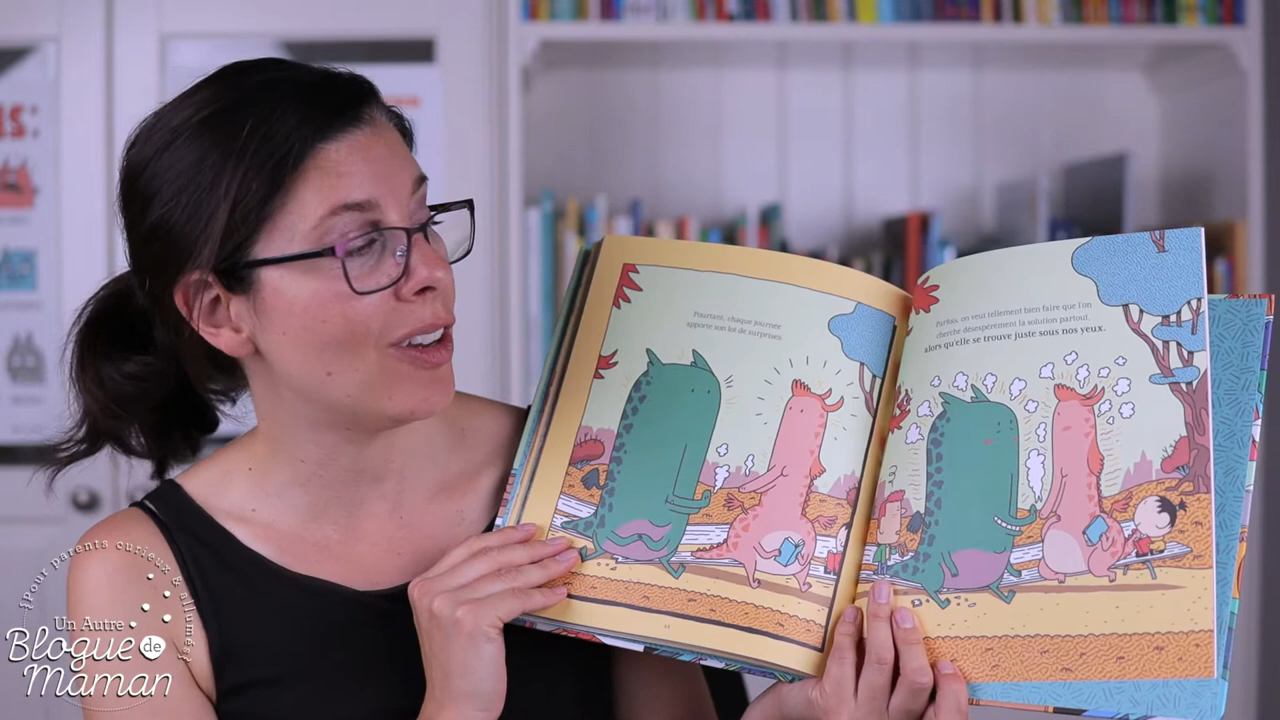 Pourtant, chaque journée
apporte son lot de surprises
Parfois, on veut tellement bien faire que l'on
cherche désespérément la solution partout,
alors qu'elle se trouve juste sous nos yeux.
{Pour parents curieux & allumés}
Un Autre
Blogue de
Maman